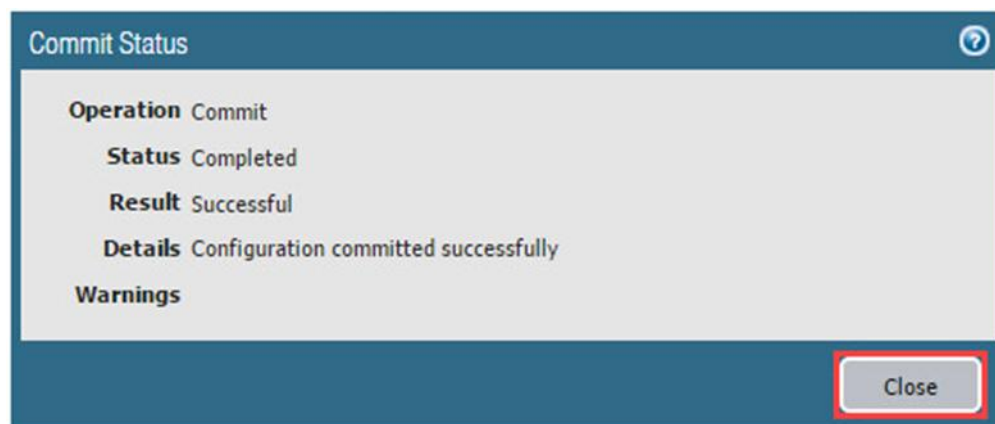 Commit Status
?
Operation Commit
Status Completed
Result Successful
Details Configuration committed successfully
Warnings
Close